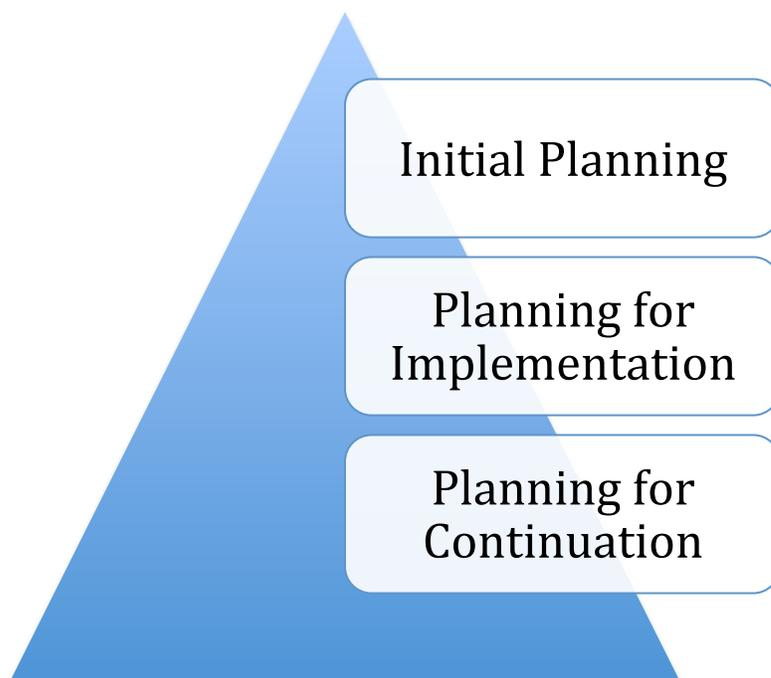 Initial Planning
Planning for
Implementation
Planning for
Continuation